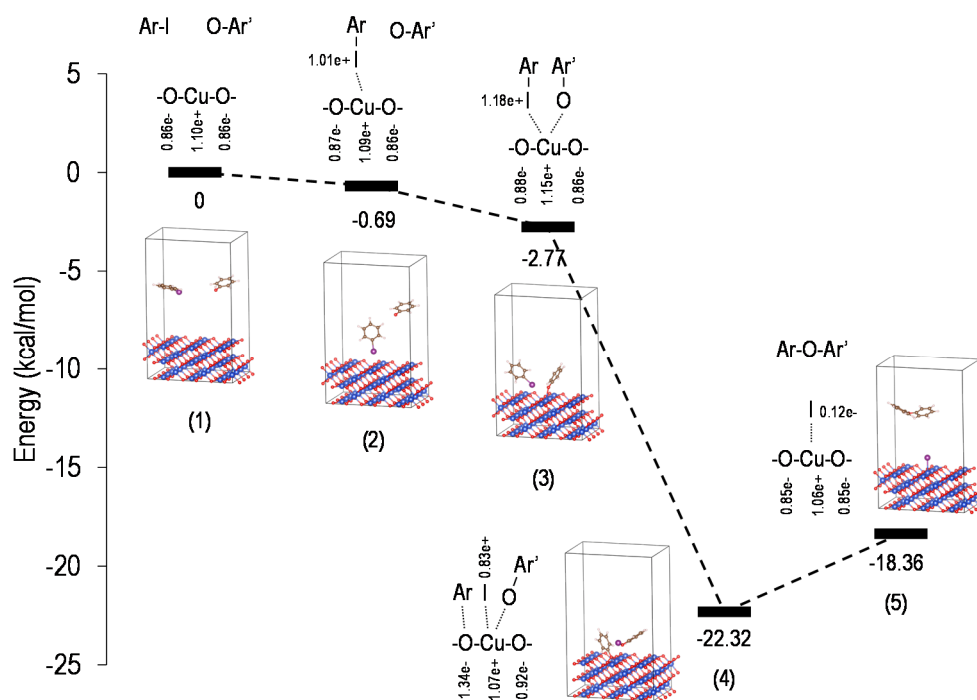 Ar-I O-Ar’
-O-Cu-O-
0.86e- 1.10e+ 0.86e-
0
(1)
Ar O-Ar’
I
1.01e+
-O-Cu-O-
0.87e- 1.09e+ 0.86e-
-0.69
(2)
Ar Ar’
I O
1.18e+
-O-Cu-O-
0.88e- 1.15e+ 0.86e-
-2.77
(3)
0.83e+
Ar’
Ar I O
-O-Cu-O-
1.34e- 1.07e+ 0.92e-
-22.32
(4)
Ar-O-Ar’
I 0.12e-
-O-Cu-O-
0.85e- 1.06e+ 0.85e-
-18.36
(5)
Energy (kcal/mol)
5
0
-5
-10
-15
-20
-25